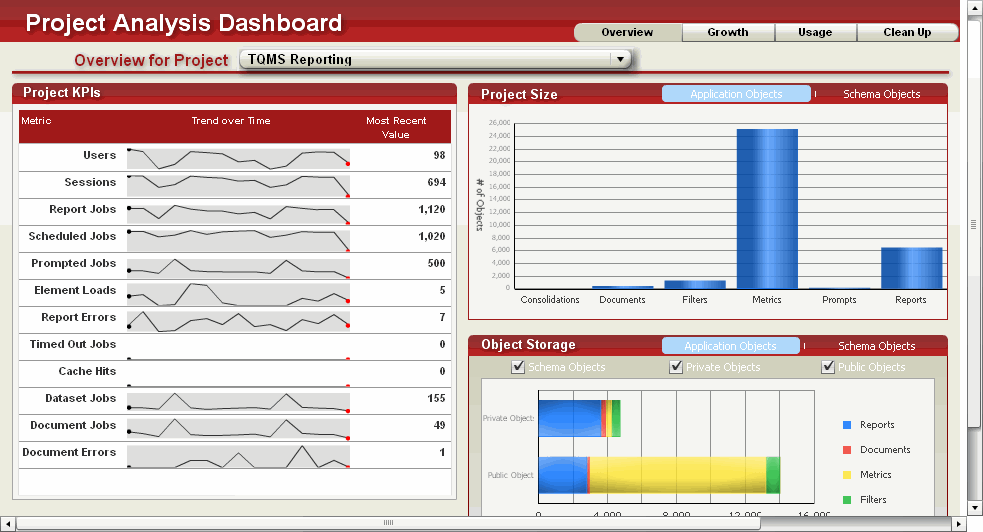 Project Analysis Dashboard
Overview
Growth
Usage
Clean Up
Overview for Project
TQMS Reporting
Project KPIs
Metric
Trend over Time
Most Recent
Value
Users 98
Sessions 694
Report Jobs 1,120
Scheduled Jobs 1,020
Prompted Jobs 500
Element Loads 5
Report Errors 7
Timed Out Jobs 0
Cache Hits 0
Dataset Jobs 155
Document Jobs 49
Document Errors 1
Project Size
Application Objects
Schema Objects
# of Objects
26,000
24,000
22,000
20,000
18,000
16,000
14,000
12,000
10,000
8,000
6,000
4,000
2,000
0
Consolidations
Documents
Filters
Metrics
Prompts
Reports
Object Storage
Application Objects
Schema Objects
Schema Objects
Private Objects
Public Objects
Private Object:
Public Object
Reports
Documents
Metrics
Filters
0
4,000
8,000
12,000
16,000